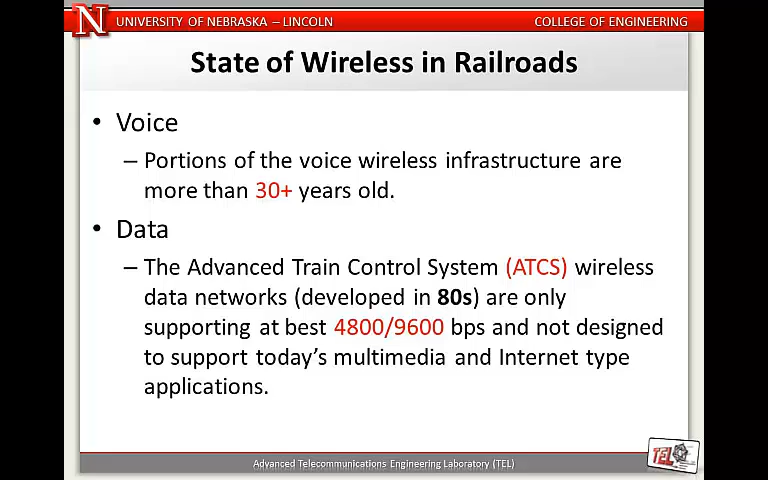 N UNIVERSITY OF NEBRASKA – LINCOLN COLLEGE OF ENGINEERING
State of Wireless in Railroads
• Voice
– Portions of the voice wireless infrastructure are
more than 30+ years old.
• Data
– The Advanced Train Control System (ATCS) wireless
data networks (developed in 80s) are only
supporting at best 4800/9600 bps and not designed
to support today's multimedia and Internet type
applications.
Advanced Telecommunications Engineering Laboratory (TEL)
TEL